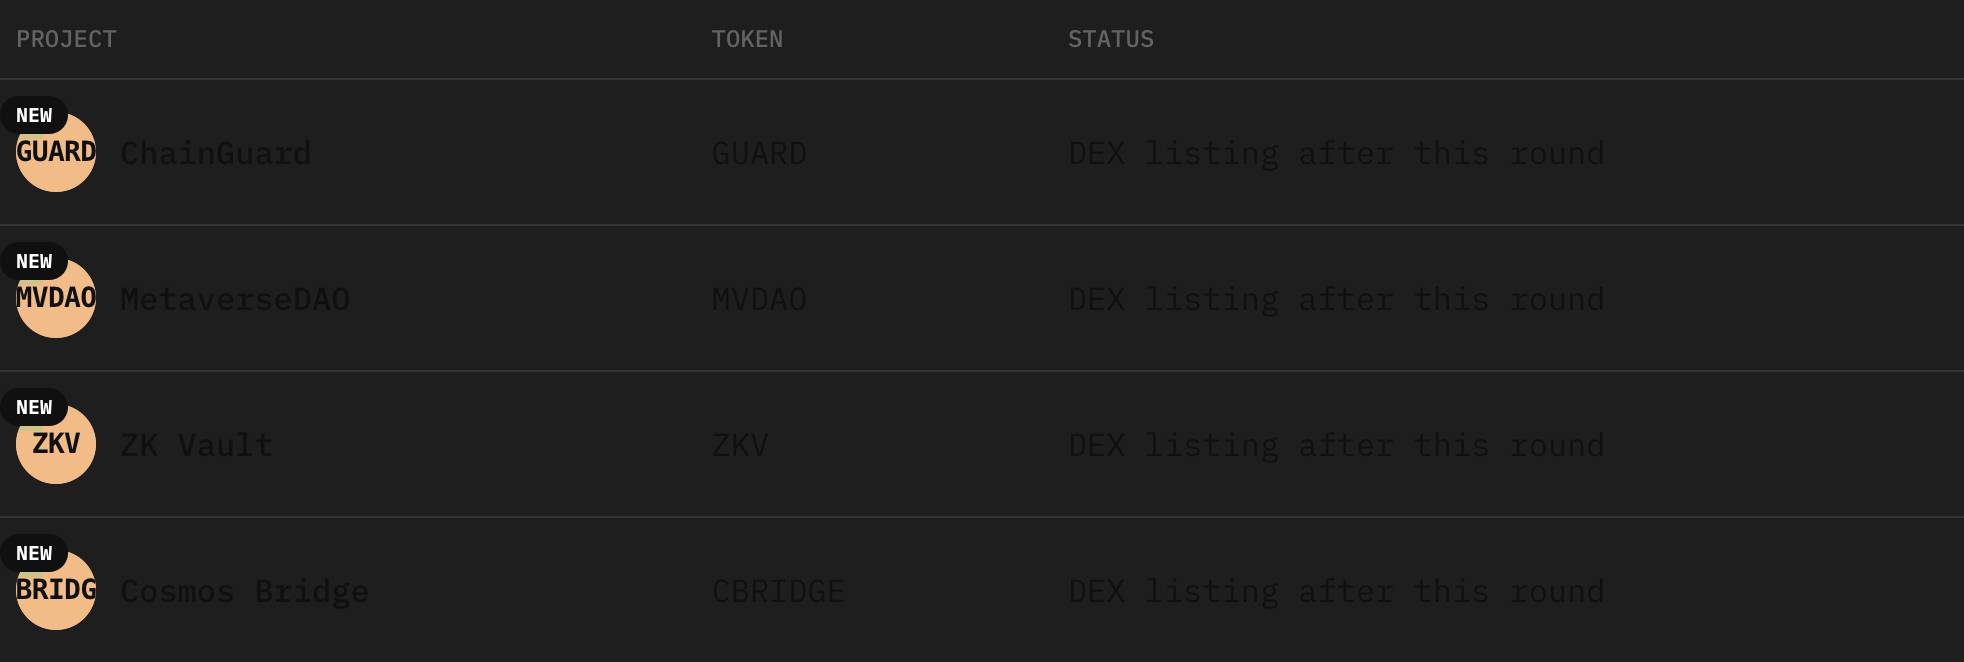 PROJECT TOKEN STATUS
NEW
GUARD ChainGuard GUARD DEX listing after this round
NEW
MVDAO MetaverseDAO MVDAO DEX listing after this round
NEW
ZKV ZK Vault ZKV DEX listing after this round
NEW
BRIDG Cosmos Bridge CBRIDGE DEX listing after this round